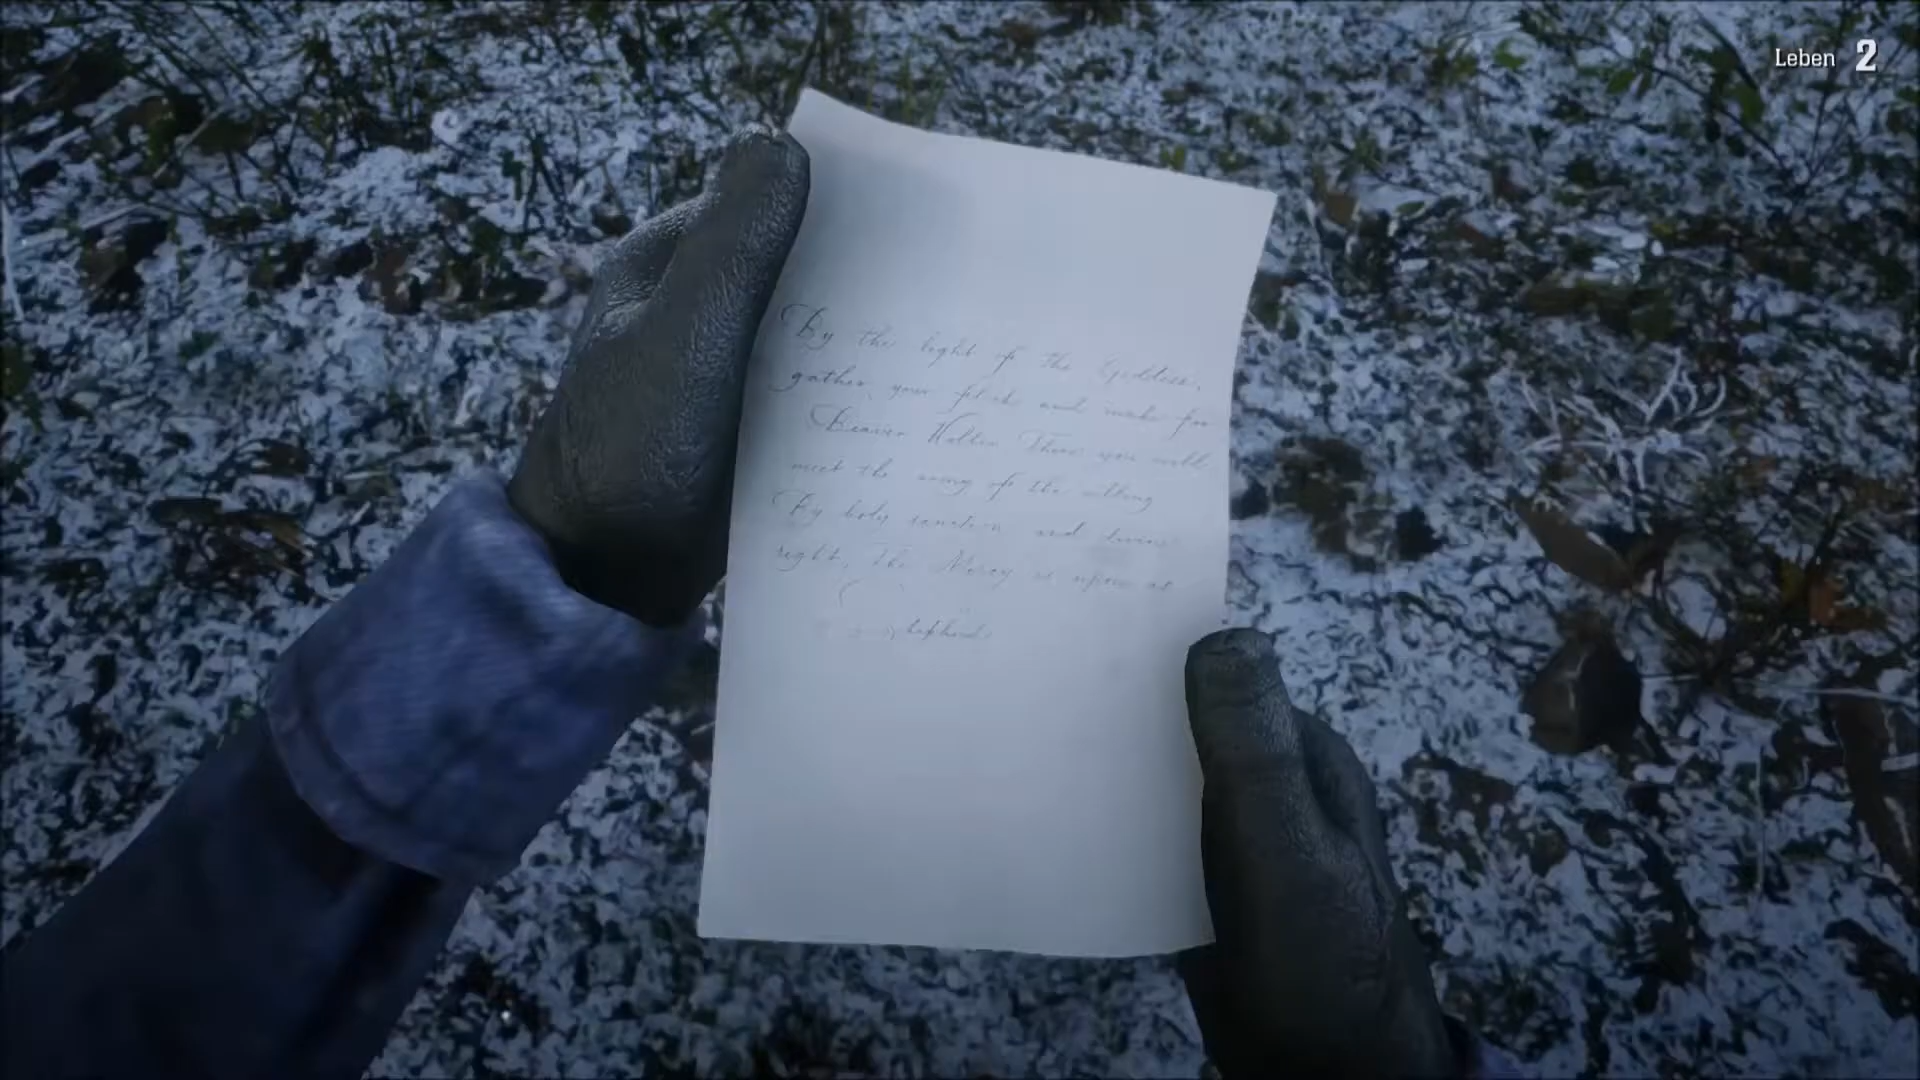 Leben 2
By the light of the Goddess,
gather your flock and make for
Beaver Hollow There you will
meet the army of the willing
By holy sanction and divine
right, The Mercy is upon us
Shepherds